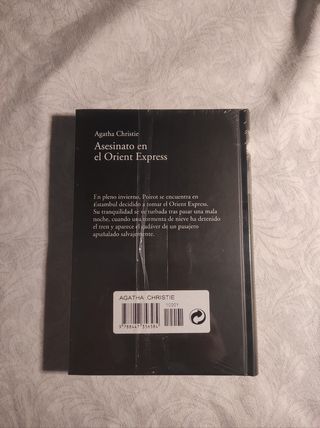 Agatha Christie
Asesinato en
el Orient Express
En pleno invierno, Poirot se encuentra en
Estambul decidido a tomar el Orient Express.
Su tranquilidad se ve turbada tras pasar una mala
noche, cuando una tormenta de nieve ha detenido
el tren y aparece el cadáver de un pasajero
apuñalado salvajemente.
AGATHA CHRISTIE
1C001